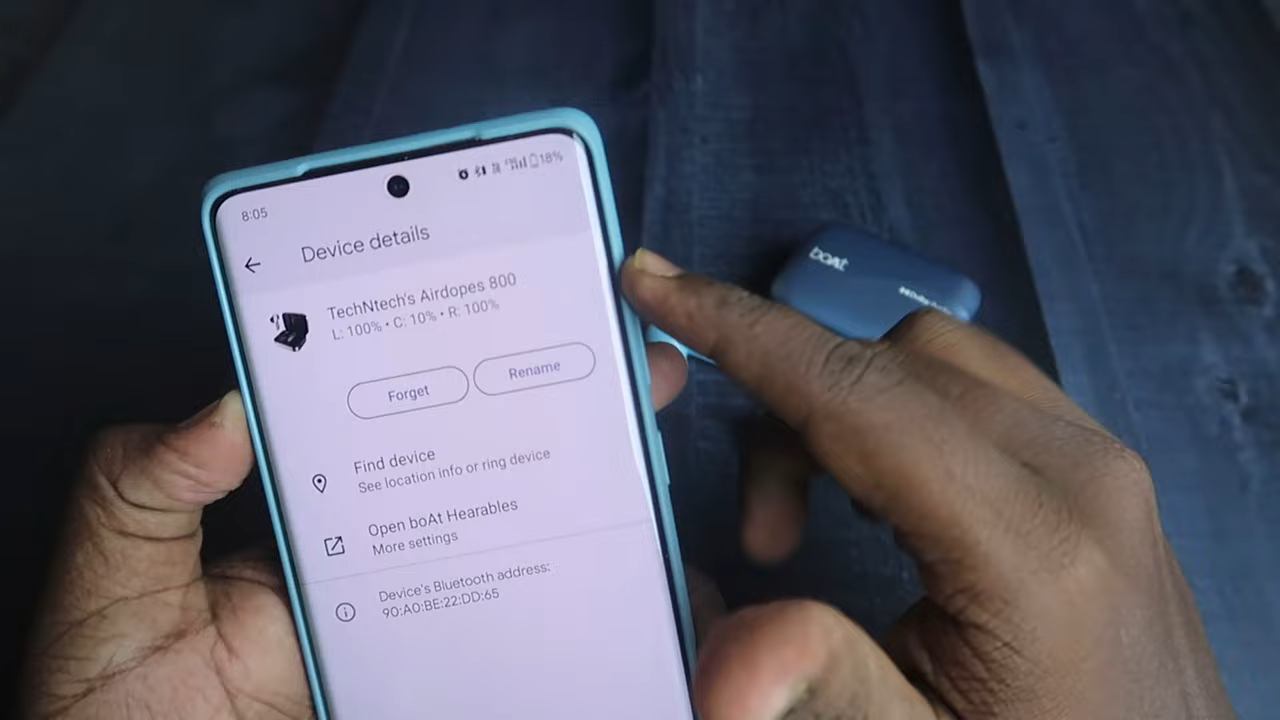 8:05
18%
Device details
TechNtech's Airdopes 800
L: 100% • C: 10% • R: 100%
Forget
Rename
Find device
See location info or ring device
Open boAt Hearables
More settings
Device's Bluetooth address:
90:A0:BE:22:DD:65
boAt